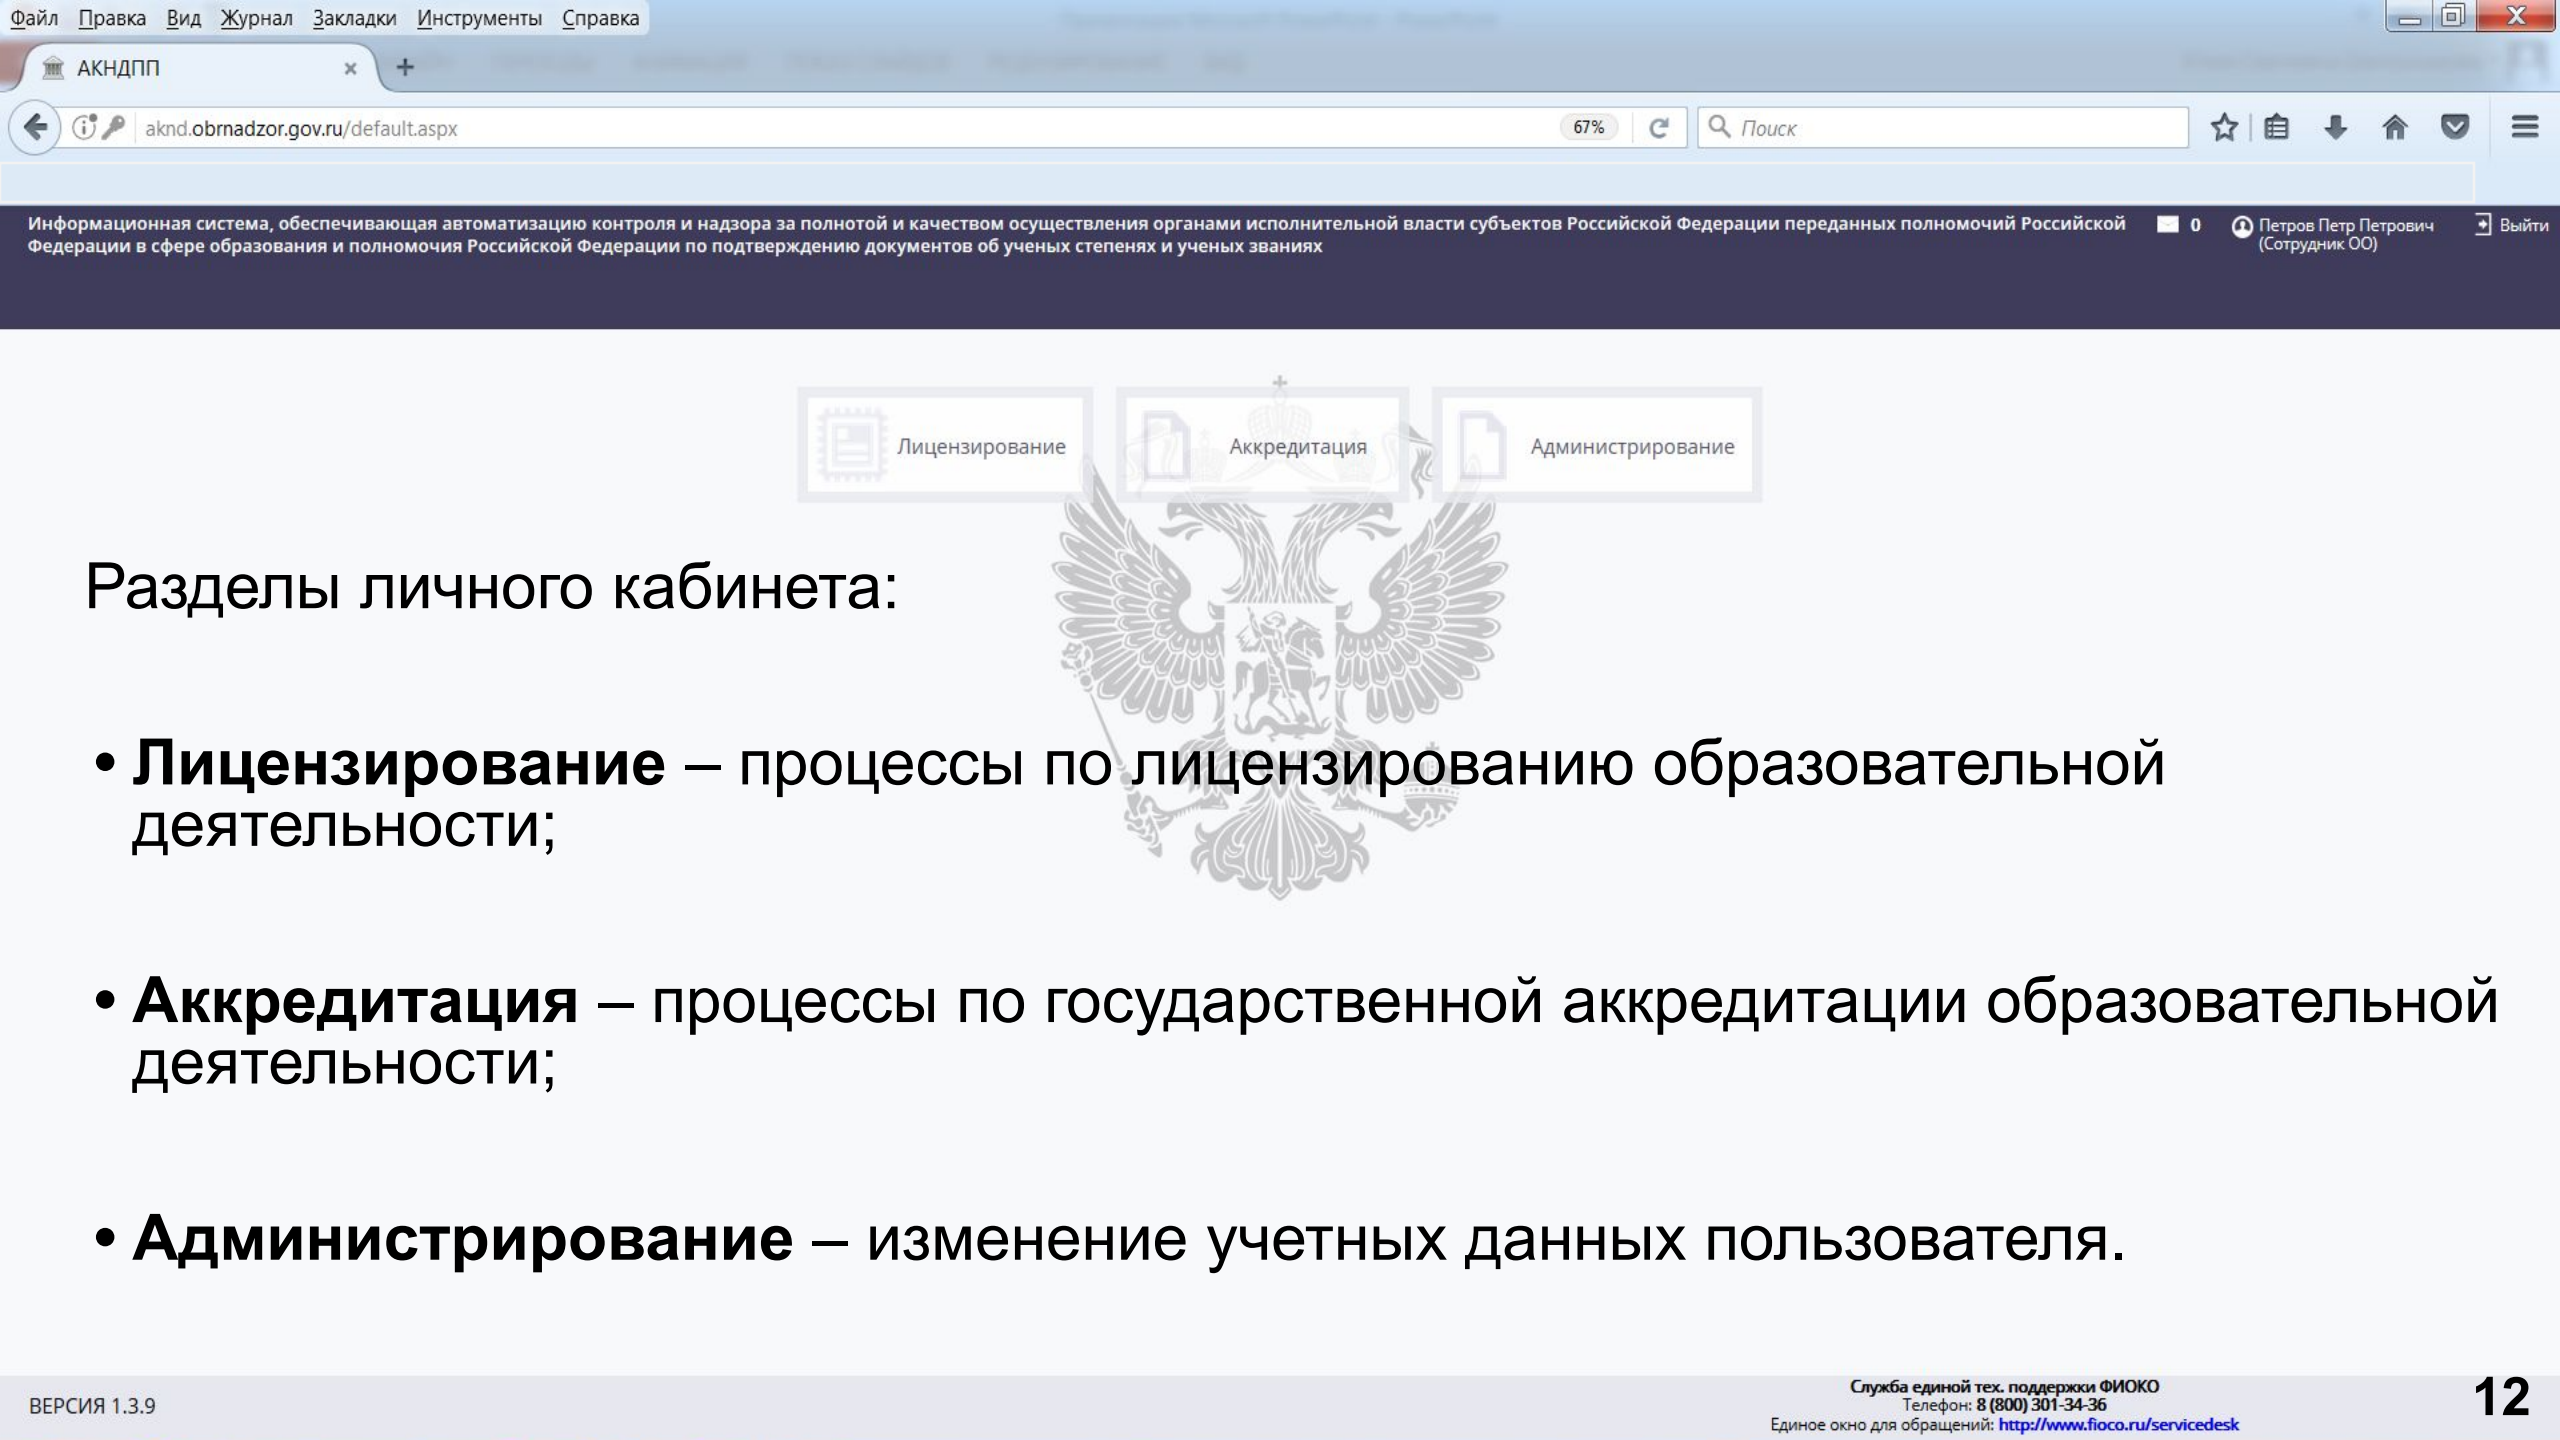 Файл Правка Вид Журнал Закладки Инструменты Справка
АКНДПП
aknd.obrnadzor.gov.ru/default.aspx 67% Поиск
Информационная система, обеспечивающая автоматизацию контроля и надзора за полнотой и качеством осуществления органами исполнительной власти субъектов Российской Федерации переданных полномочий Российской
Федерации в сфере образования и полномочия Российской Федерации по подтверждению документов об ученых степенях и ученых званиях
0
Петров Петр Петрович
(Сотрудник ОО)
Выйти
Лицензирование
Аккредитация
Администрирование
Разделы личного кабинета:
• Лицензирование – процессы по лицензированию образовательной
деятельности;
• Аккредитация – процессы по государственной аккредитации образовательной
деятельности;
• Администрирование – изменение учетных данных пользователя.
ВЕРСИЯ 1.3.9
Служба единой тех. поддержки ФИОКО
Телефон: 8 (800) 301-34-36
Единое окно для обращений: http://www.fioco.ru/servicedesk
12